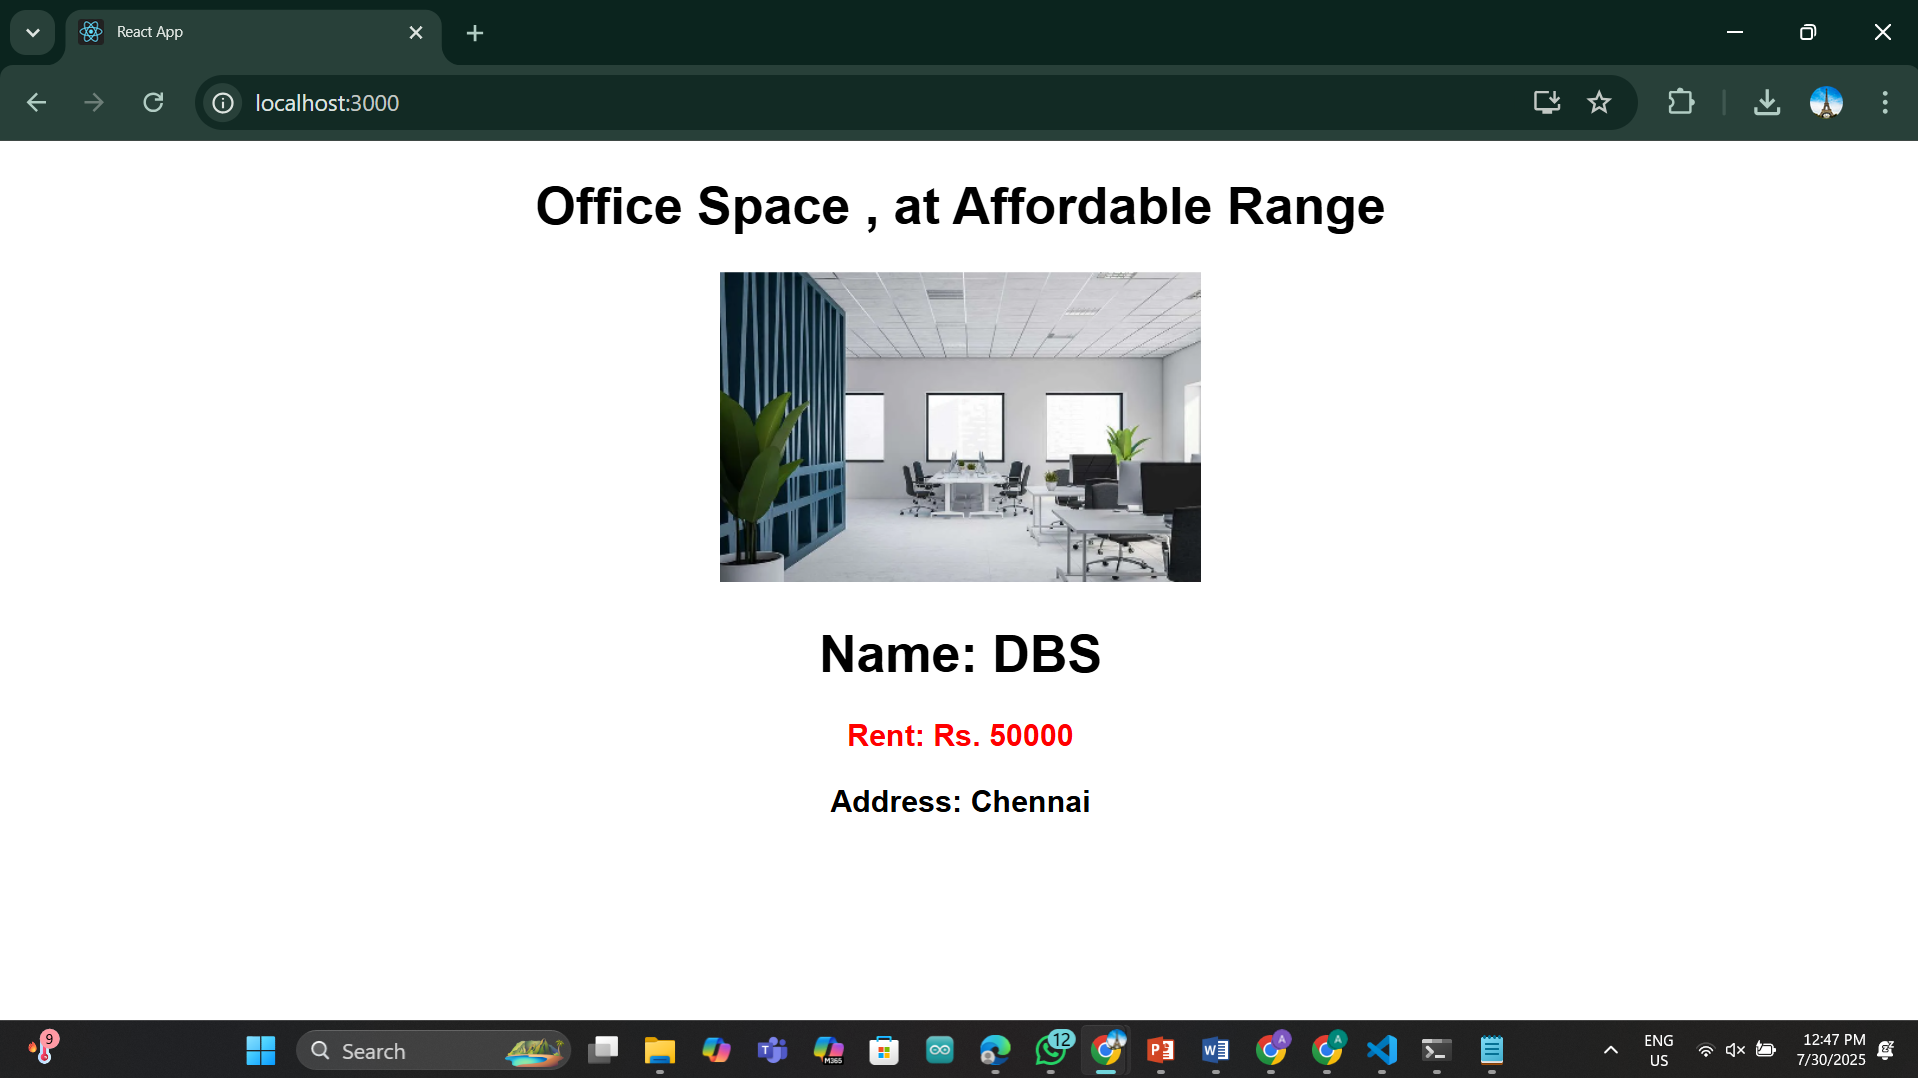 React App
localhost:3000
Office Space , at Affordable Range
Name: DBS
Rent: Rs. 50000
Address: Chennai
9
Search
T
M365
12
P
W
A
A
ENG
US
12:47 PM
7/30/2025